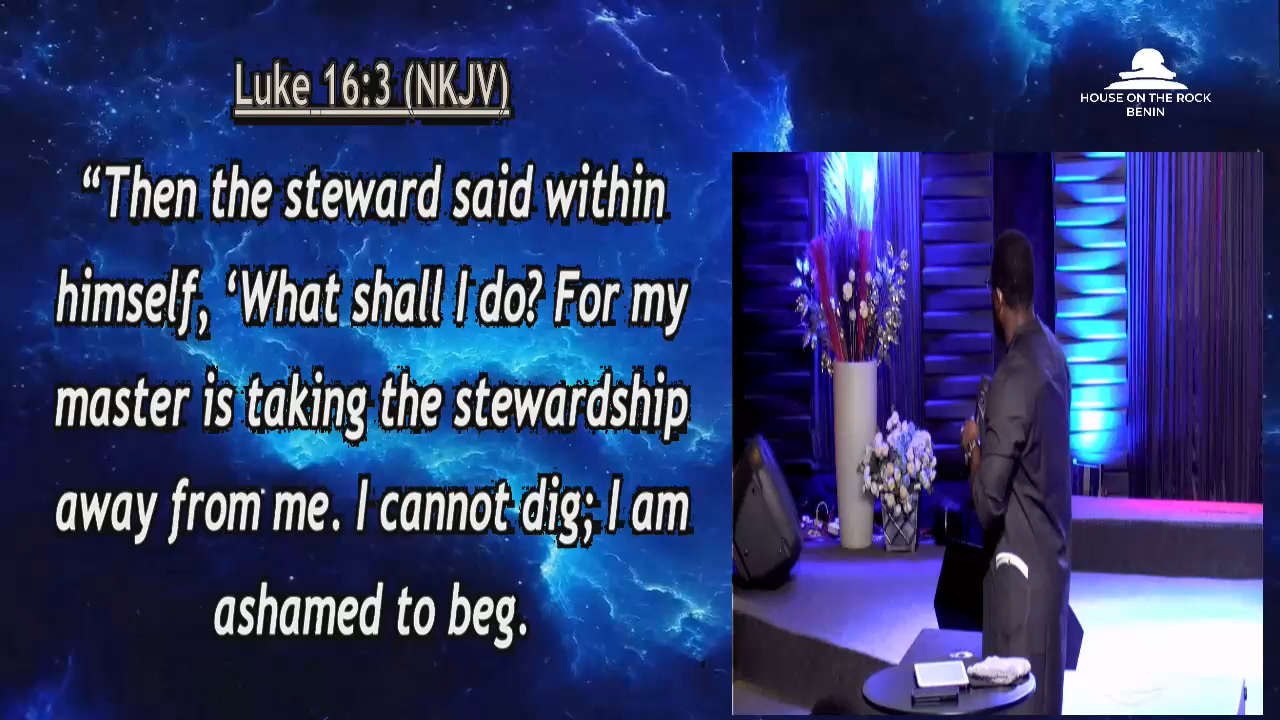 Luke 16:3 (NKJV)
“Then the steward said within
himself, ‘What shall I do? For my
master is taking the stewardship
away from me. I cannot dig; I am
ashamed to beg.
HOUSE ON THE ROCK
BENIN